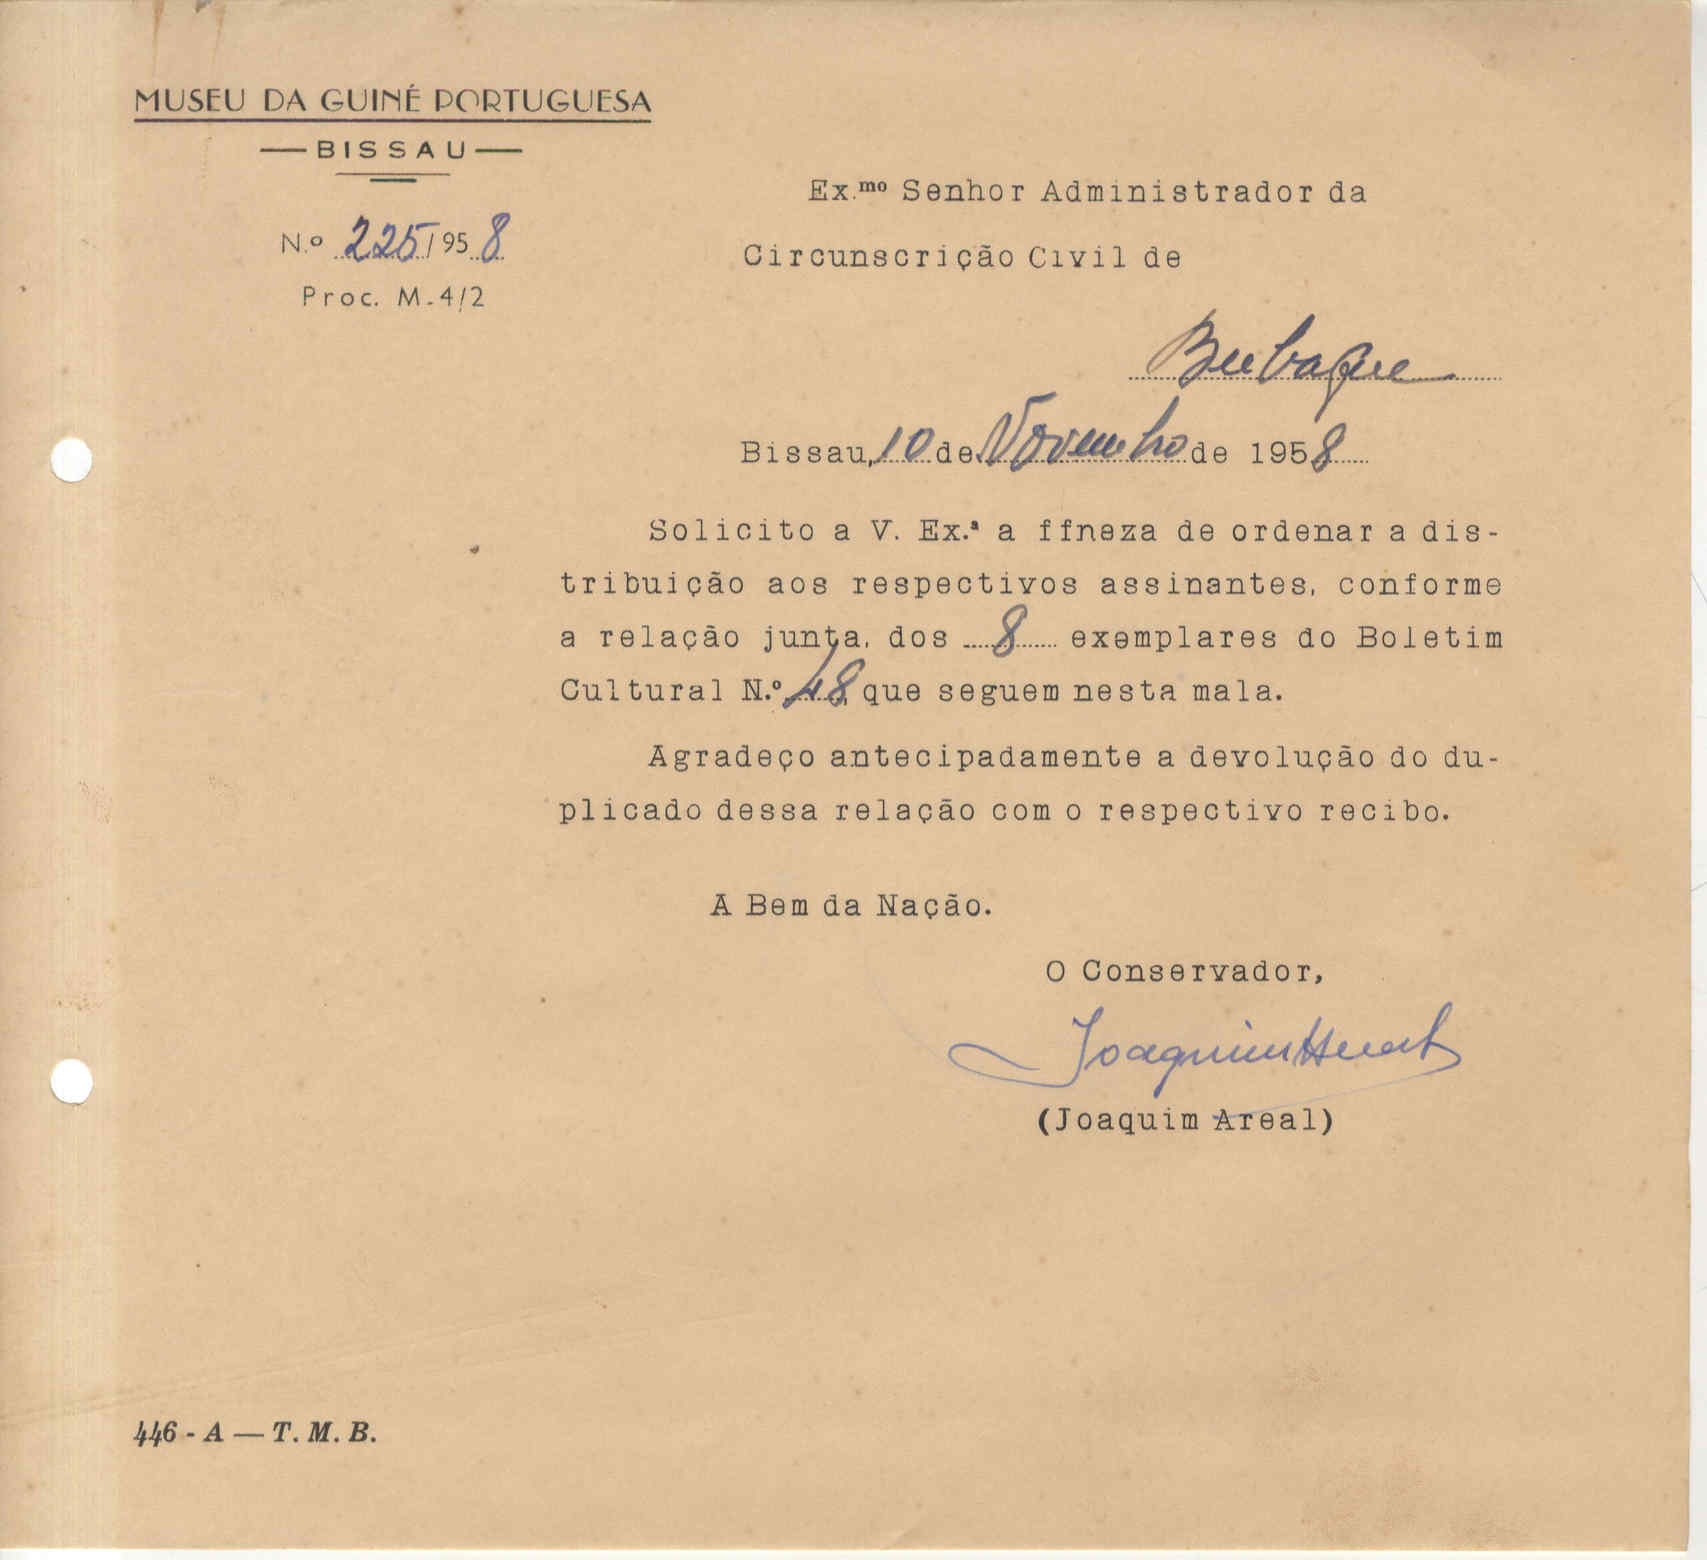 MUSEU DA GUINÉ PORTUGUESA
— BISSAU —
N.º 225/958
Proc. M-4/2
Ex.mo Senhor Administrador da
Circunscrição Civil de
Bubaque
Bissau, 10 de Novembro de 1958
Solicito a V. Ex.ª a ffneza de ordenar a dis-
tribuição aos respectivos assinantes, conforme
a relação junta, dos 8 exemplares do Boletim
Cultural N.º 48, que seguem nesta mala.
Agradeço antecipadamente a devolução do du-
plicado dessa relação com o respectivo recibo.
A Bem da Nação.
O Conservador,
Joaquim Areal
(Joaquim Areal)
446 - A — T. M. B.